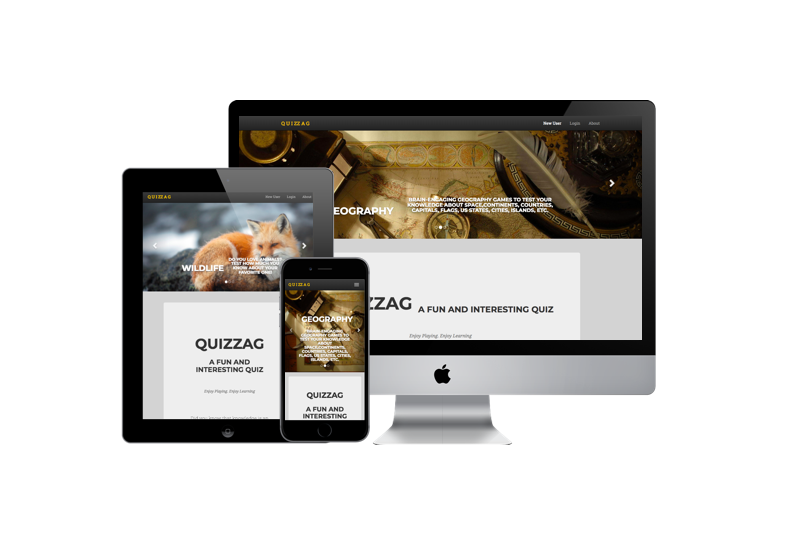 QUIZZAG
New User Login About
EOGRAPHY
BRAIN-ENGAGING GEOGRAPHY GAMES TO TEST YOUR
KNOWLEDGE ABOUT SPACE,CONTINENTS, COUNTRIES,
CAPITALS, FLAGS, US STATES, CITIES, ISLANDS, ETC.
ZZAG A FUN AND INTERESTING QUIZ
Enjoy Playing, Enjoy Learning
QUIZZAG
New User Login About
WILDLIFE
DO YOU LOVE ANIMALS?
TEST HOW MUCH YOU
KNOW ABOUT YOUR
FAVORITE ONE!
QUIZZAG
A FUN AND
INTERESTING QUIZ
Enjoy Playing, Enjoy Learning
QUIZZAG
GEOGRAPHY
BRAIN-ENGAGING
GEOGRAPHY GAMES TO
TEST YOUR KNOWLEDGE
ABOUT
SPACE,CONTINENTS,
COUNTRIES, CAPITALS,
FLAGS, US STATES, CITIES,
ISLANDS, ETC.
QUIZZAG
A FUN AND
INTERESTING